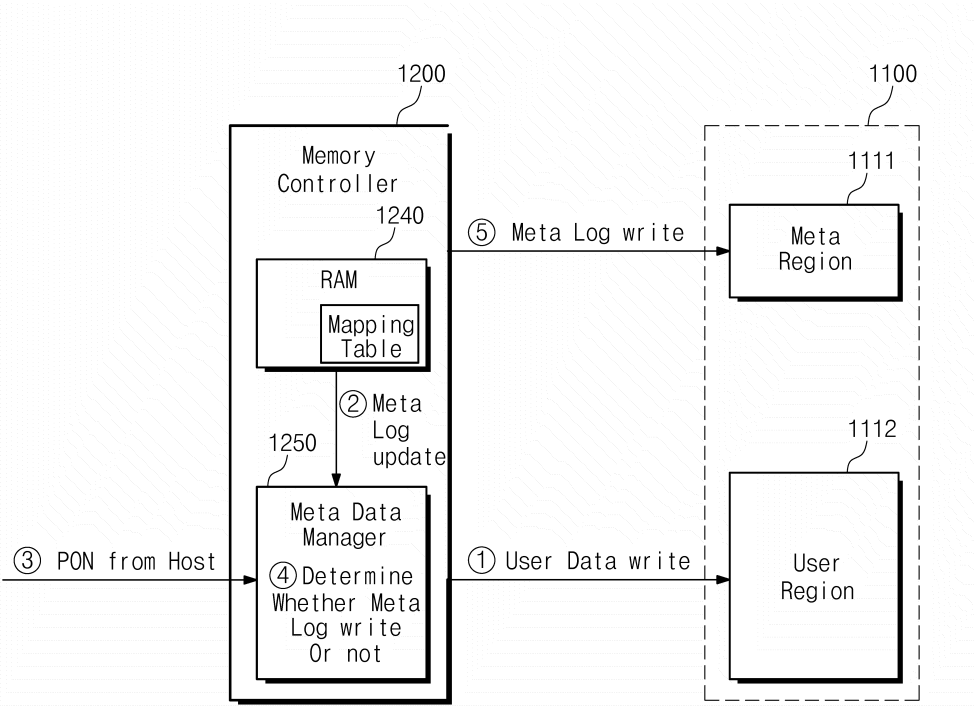 1200
1100
Memory
Controller
1111
1240
⑤ Meta Log write
Meta
Region
RAM
Mapping
Table
② Meta
Log
update
1250
1112
Meta Data
Manager
③ PON from Host
① User Data write
④ Determine
Whether Meta
Log write
Or not
User
Region